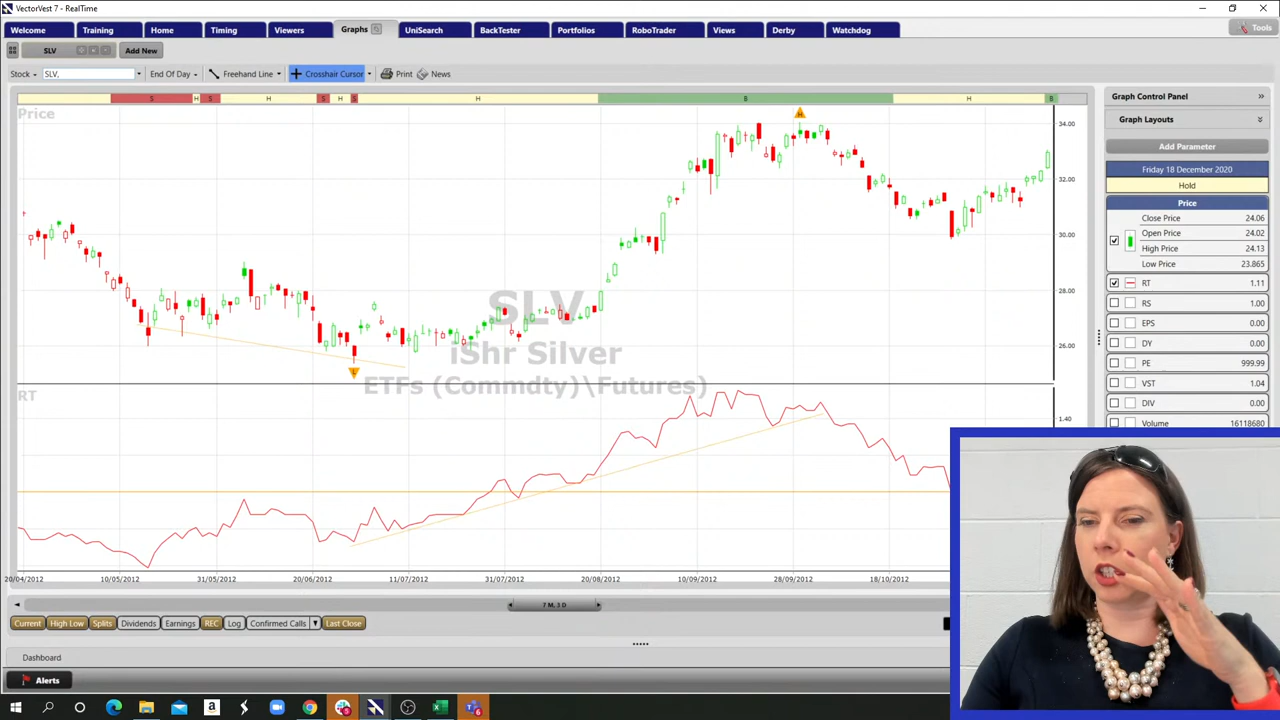 VectorVest 7 - RealTime
Welcome Training Home Timing Viewers Graphs UniSearch BackTester Portfolios RoboTrader Views Derby Watchdog Tools
SLV Add New
Stock SLV, End Of Day Freehand Line Crosshair Cursor Print News
S H S H S H S H B H B
Price
H
34.00
32.00
30.00
28.00
26.00
L
SLV
iShr Silver
ETFs (Commdty)\Futures)
RT
1.40
20/04/2012 10/05/2012 31/05/2012 20/06/2012 11/07/2012 31/07/2012 20/08/2012 10/09/2012 28/09/2012 18/10/2012
7 M, 3 D
Current High Low Splits Dividends Earnings REC Log Confirmed Calls Last Close
Dashboard
Alerts
Graph Control Panel
Graph Layouts
Add Parameter
Friday 18 December 2020
Hold
Price
Close Price 24.06
Open Price 24.02
High Price 24.13
Low Price 23.865
RT 1.11
RS 1.00
EPS 0.00
DY 0.00
PE 999.99
VST 1.04
DIV 0.00
Volume 16118680